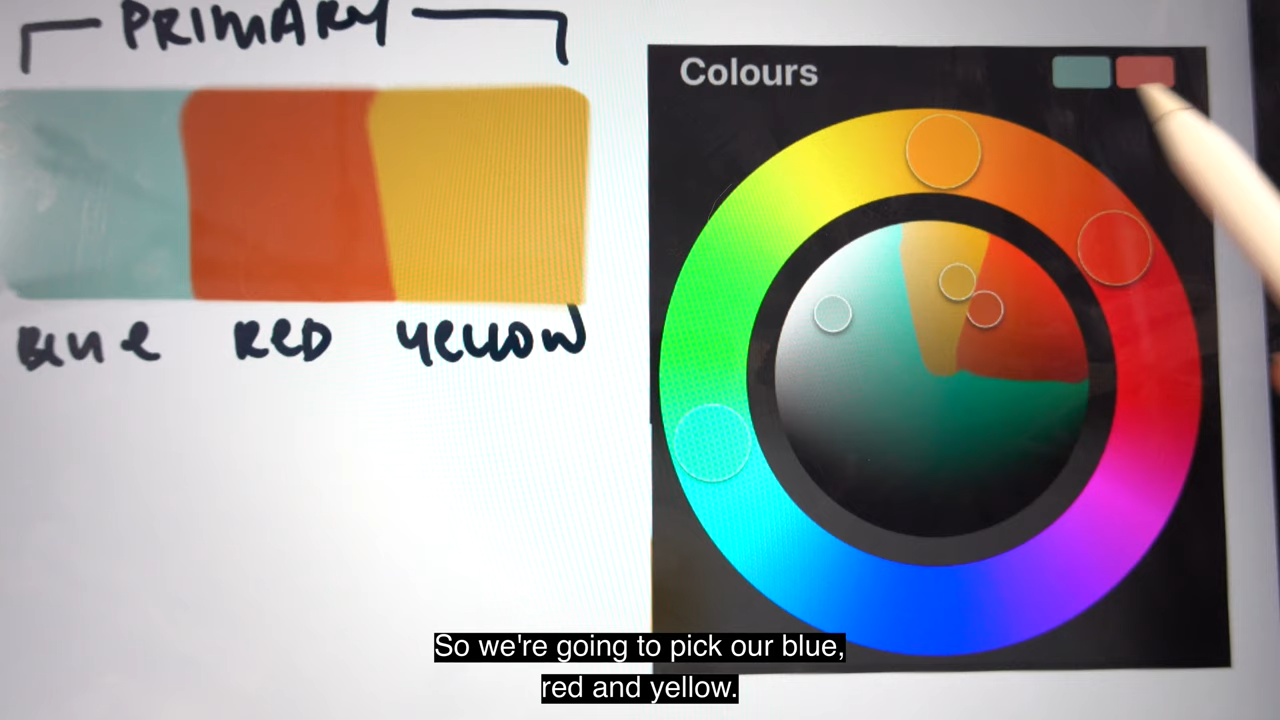 PRIMARY
Colours
BLUE RED YELLOW
So we're going to pick our blue,
red and yellow.